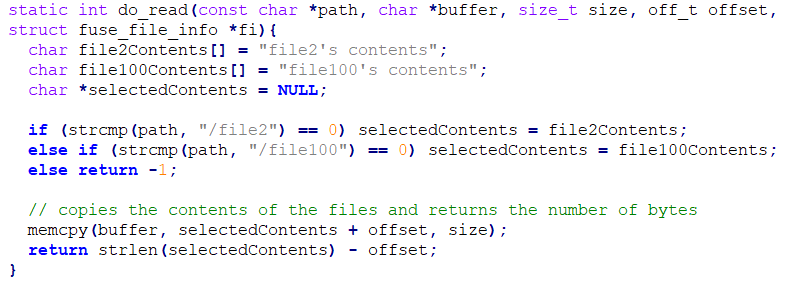 static int do_read(const char *path, char *buffer, size_t size, off_t offset,
struct fuse_file_info *fi){
  char file2Contents[] = "file2's contents";
  char file100Contents[] = "file100's contents";
  char *selectedContents = NULL;

  if (strcmp(path, "/file2") == 0) selectedContents = file2Contents;
  else if (strcmp(path, "/file100") == 0) selectedContents = file100Contents;
  else return -1;

  // copies the contents of the files and returns the number of bytes
  memcpy(buffer, selectedContents + offset, size);
  return strlen(selectedContents) - offset;
}